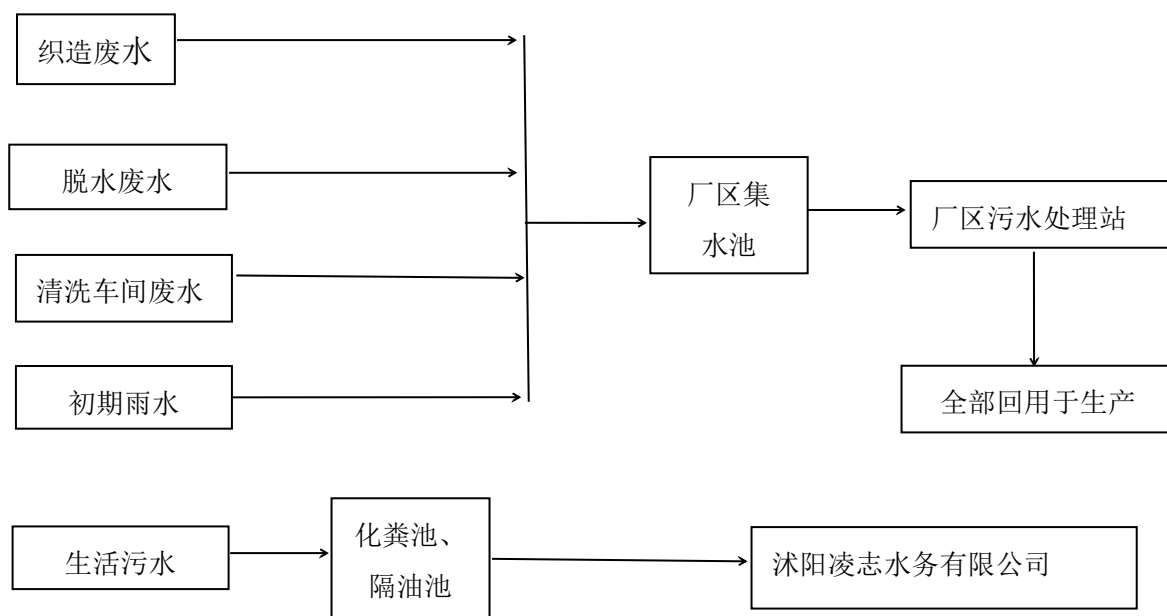 织造废水
脱水废水
清洗车间废水
初期雨水
厂区集
水池
厂区污水处理站
全部回用于生产
生活污水
化粪池、
隔油池
沭阳凌志水务有限公司